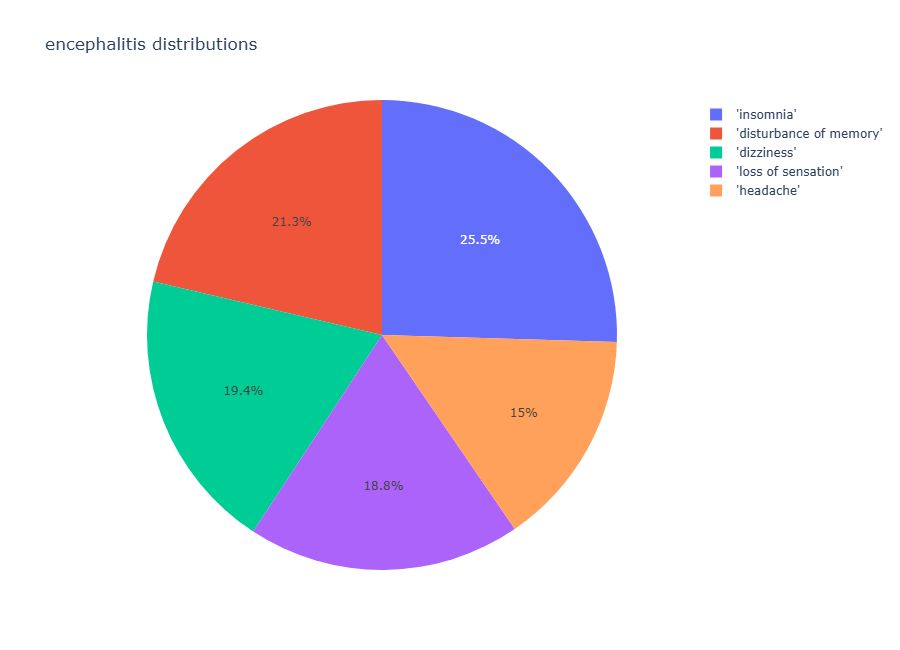 encephalitis distributions
'insomnia'
'disturbance of memory'
'dizziness'
'loss of sensation'
'headache'
21.3%
25.5%
19.4%
15%
18.8%